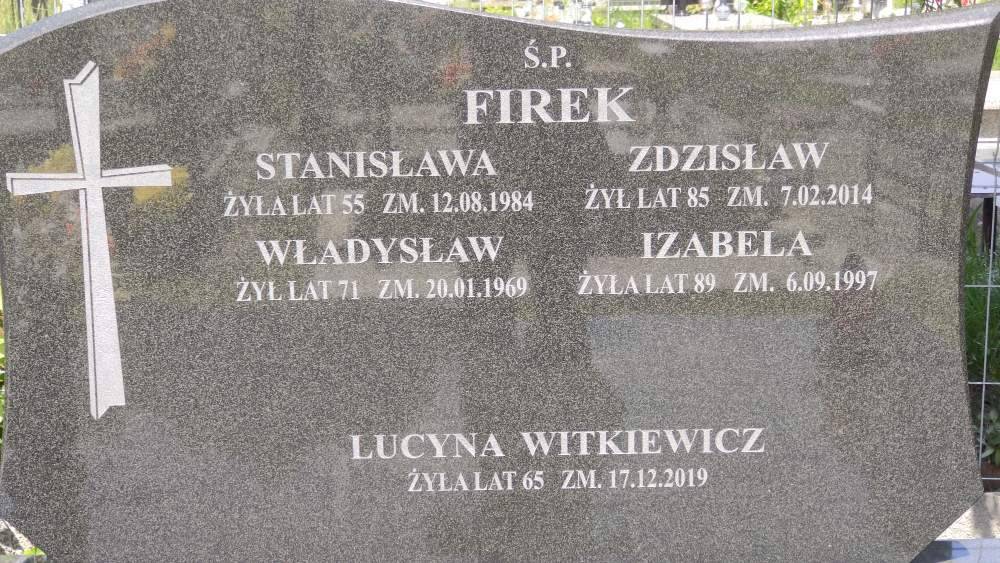 Ś.P.
FIREK
STANISŁAWA
ŻYŁA LAT 55 ZM. 12.08.1984
WŁADYSŁAW
ŻYŁ LAT 71 ZM. 20.01.1969
ZDZISŁAW
ŻYŁ LAT 85 ZM. 7.02.2014
IZABELA
ŻYŁA LAT 89 ZM. 6.09.1997
LUCYNA WITKIEWICZ
ŻYŁA LAT 65 ZM. 17.12.2019